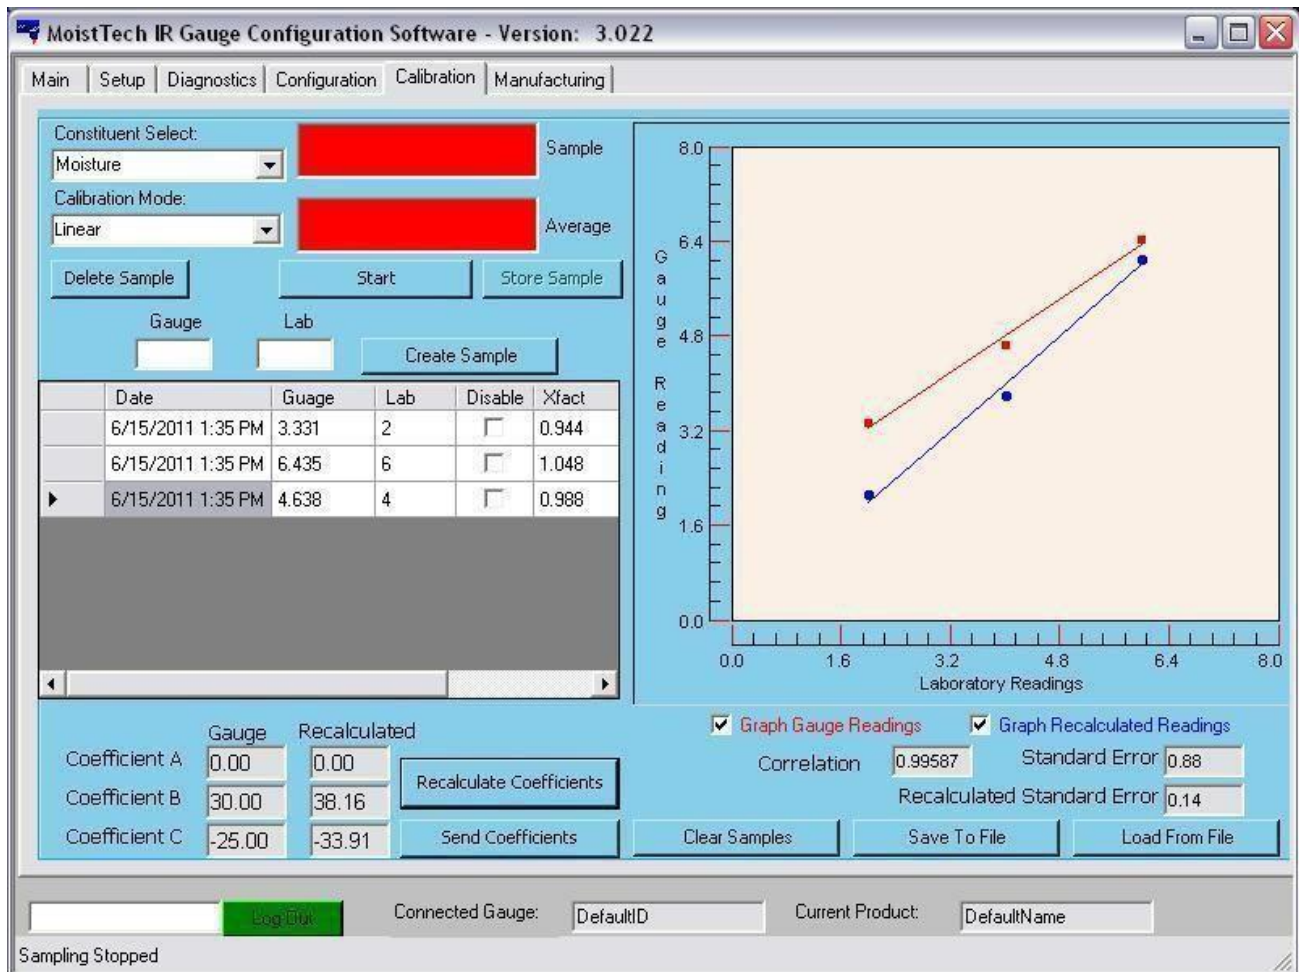 MoistTech IR Gauge Configuration Software - Version: 3.022
Main Setup Diagnostics Configuration Calibration Manufacturing
Constituent Select:
Moisture
Sample
Calibration Mode:
Linear
Average
Delete Sample Start Store Sample
Gauge Lab
Create Sample
Date Guage Lab Disable Xfact
6/15/2011 1:35 PM 3.331 2 0.944
6/15/2011 1:35 PM 6.435 6 1.048
6/15/2011 1:35 PM 4.638 4 0.988
Gauge Reading
8.0
6.4
4.8
3.2
1.6
0.0
0.0 1.6 3.2 4.8 6.4 8.0
Laboratory Readings
Graph Gauge Readings Graph Recalculated Readings
Correlation 0.99587 Standard Error 0.88
Recalculated Standard Error 0.14
Gauge Recalculated
Coefficient A 0.00 0.00
Coefficient B 30.00 38.16
Coefficient C -25.00 -33.91
Recalculate Coefficients
Send Coefficients Clear Samples Save To File Load From File
Log Out Connected Gauge: DefaultID Current Product: DefaultName
Sampling Stopped